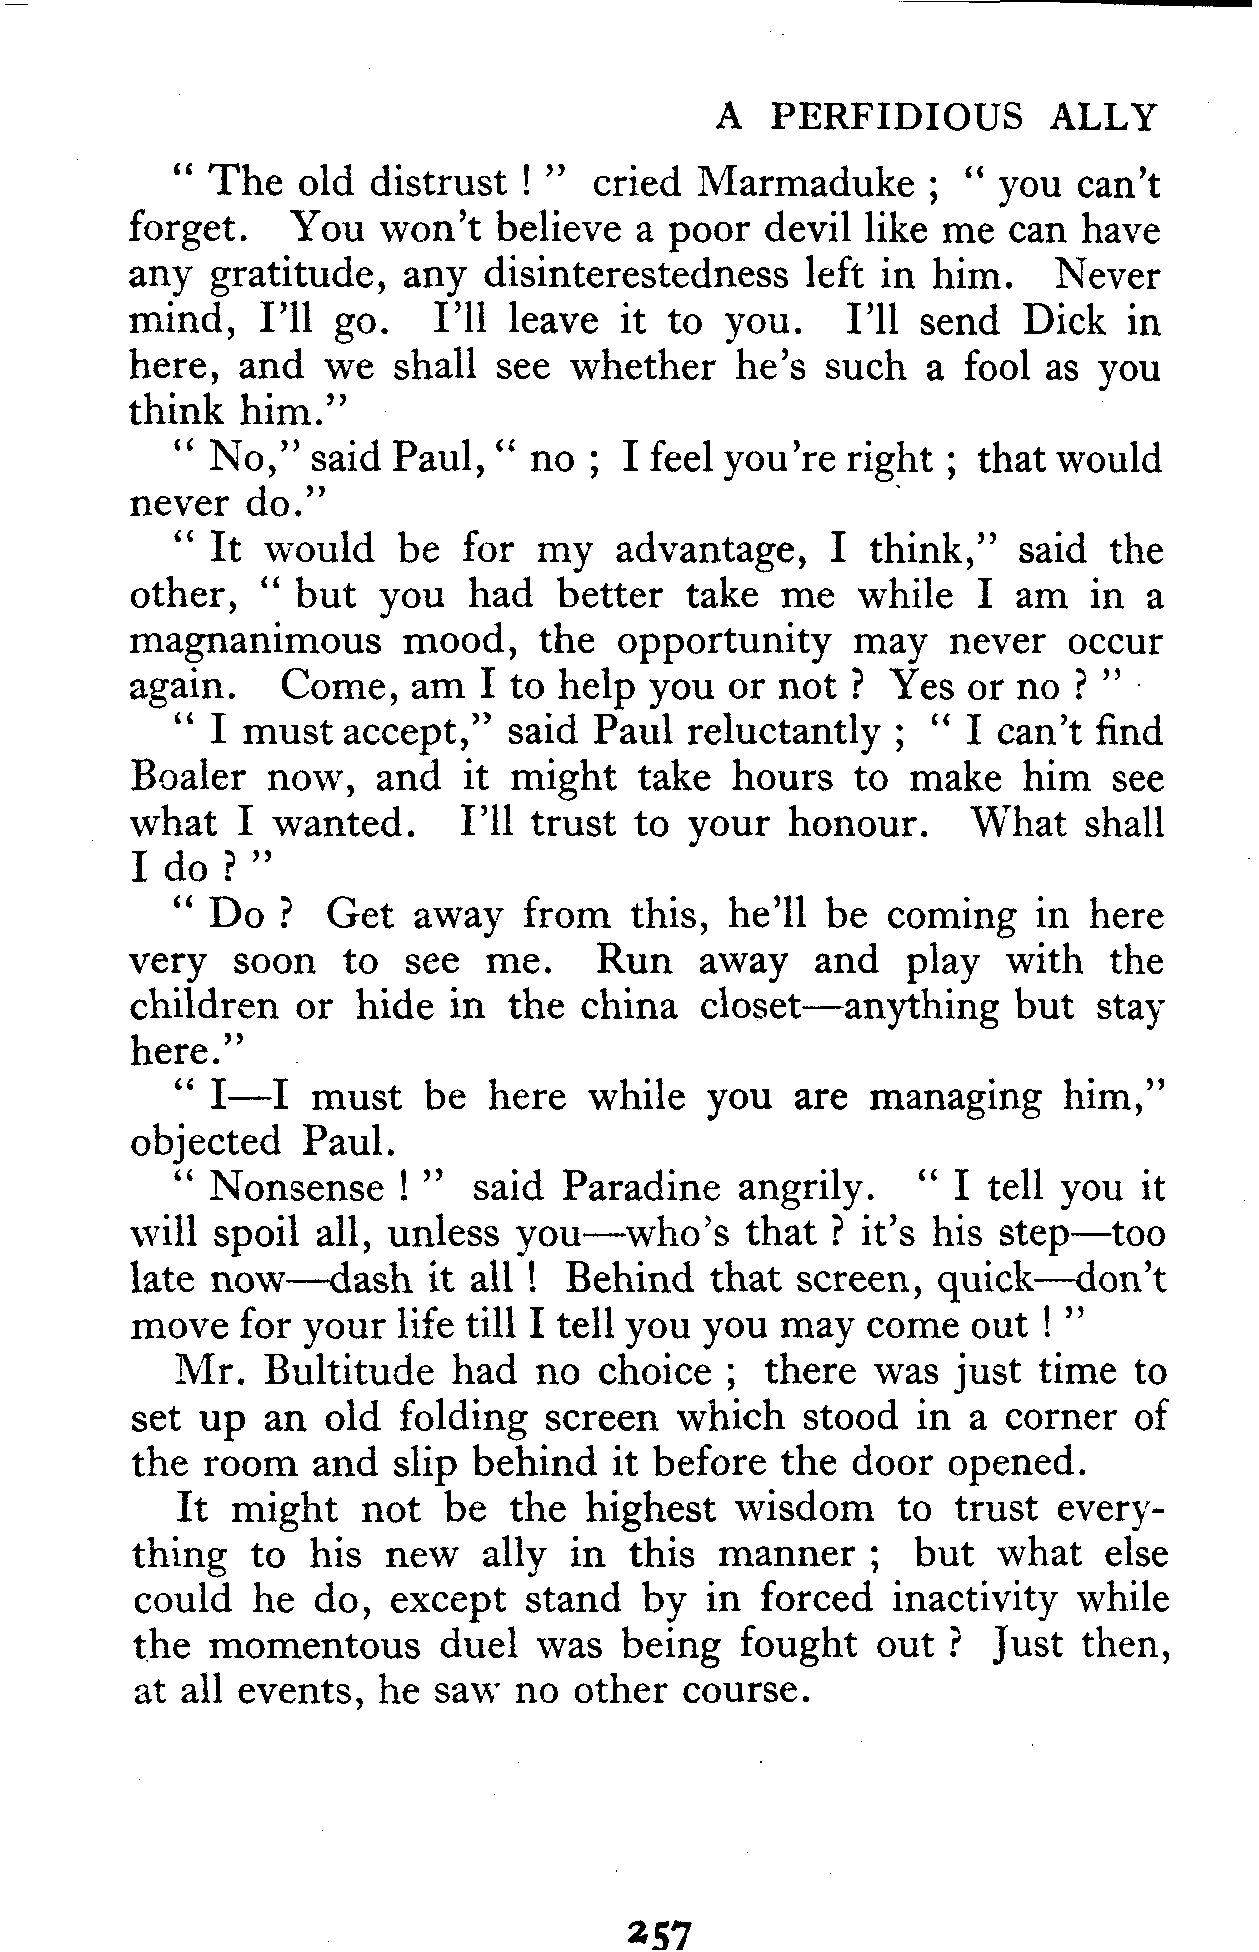 A PERFIDIOUS ALLY
“ The old distrust ! ” cried Marmaduke ; “ you can't
forget. You won't believe a poor devil like me can have
any gratitude, any disinterestedness left in him. Never
mind, I'll go. I'll leave it to you. I'll send Dick in
here, and we shall see whether he's such a fool as you
think him.”
“ No,” said Paul, “ no ; I feel you're right ; that would
never do.”
“ It would be for my advantage, I think,” said the
other, “ but you had better take me while I am in a
magnanimous mood, the opportunity may never occur
again. Come, am I to help you or not ? Yes or no ? ”
“ I must accept,” said Paul reluctantly ; “ I can't find
Boaler now, and it might take hours to make him see
what I wanted. I'll trust to your honour. What shall
I do ? ”
“ Do ? Get away from this, he'll be coming in here
very soon to see me. Run away and play with the
children or hide in the china closet—anything but stay
here.”
“ I—I must be here while you are managing him,”
objected Paul.
“ Nonsense ! ” said Paradine angrily. “ I tell you it
will spoil all, unless you—who's that ? it's his step—too
late now—dash it all ! Behind that screen, quick—don't
move for your life till I tell you you may come out ! ”
Mr. Bultitude had no choice ; there was just time to
set up an old folding screen which stood in a corner of
the room and slip behind it before the door opened.
It might not be the highest wisdom to trust every-
thing to his new ally in this manner ; but what else
could he do, except stand by in forced inactivity while
the momentous duel was being fought out ? Just then,
at all events, he saw no other course.
257